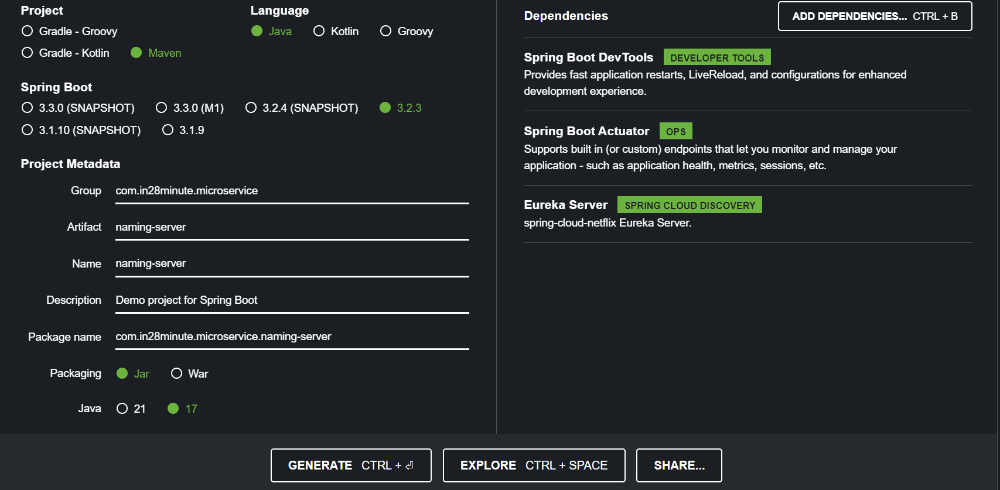 Project
Gradle - Groovy
Gradle - Kotlin Maven
Language
Java Kotlin Groovy
Spring Boot
3.3.0 (SNAPSHOT) 3.3.0 (M1) 3.2.4 (SNAPSHOT) 3.2.3
3.1.10 (SNAPSHOT) 3.1.9
Project Metadata
Group com.in28minute.microservice
Artifact naming-server
Name naming-server
Description Demo project for Spring Boot
Package name com.in28minute.microservice.naming-server
Packaging Jar War
Java 21 17
Dependencies ADD DEPENDENCIES... CTRL + B
Spring Boot DevTools DEVELOPER TOOLS
Provides fast application restarts, LiveReload, and configurations for enhanced
development experience.
Spring Boot Actuator OPS
Supports built in (or custom) endpoints that let you monitor and manage your
application - such as application health, metrics, sessions, etc.
Eureka Server SPRING CLOUD DISCOVERY
spring-cloud-netflix Eureka Server.
GENERATE CTRL + ⏎ EXPLORE CTRL + SPACE SHARE...